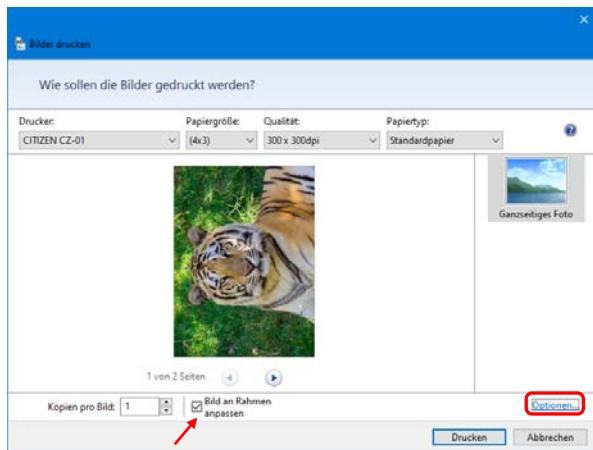 Bilder drucken
Wie sollen die Bilder gedruckt werden?
Drucker: Papiergröße: Qualität: Papiertyp:
CITIZEN CZ-01 (4x3) 300 x 300dpi Standardpapier
Ganzseitiges Foto
1 von 2 Seiten
Kopien pro Bild: 1 Bild an Rahmen
anpassen
Optionen...
Drucken Abbrechen